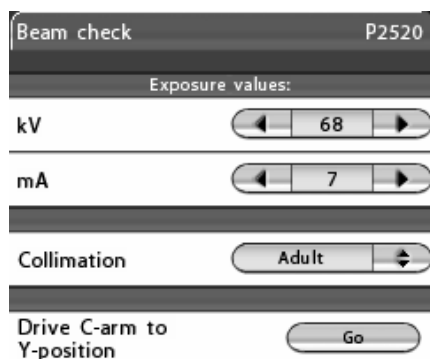 Beam check P2520
Exposure values:
kV 68
mA 7
Collimation Adult
Drive C-arm to
Y-position Go